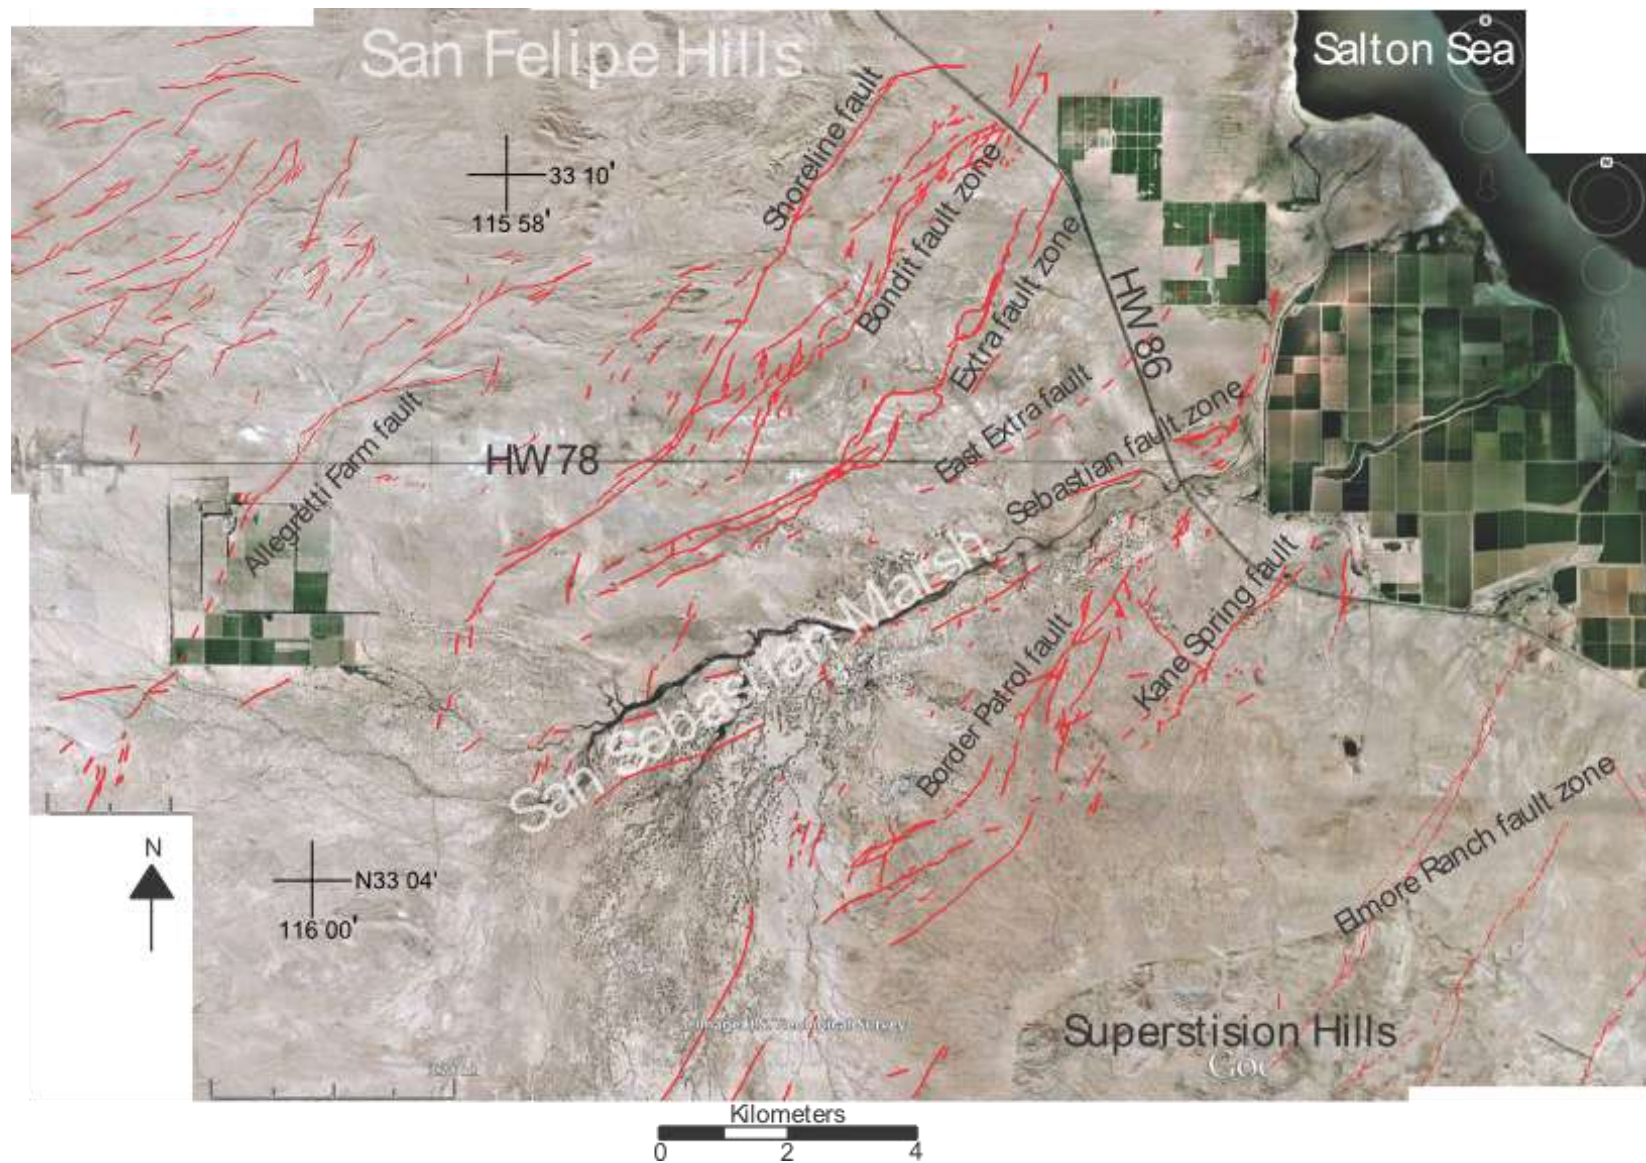 San Felipe Hills
Salton Sea
Shoreline fault
33 10'
115 58'
Bondit fault zone
Extra fault zone
HW 86
East Extra fault
Sebastian fault zone
Allegretti Farm fault
HW 78
San Sebastian Marsh
Border Patrol fault
Kane Spring fault
Elmore Ranch fault zone
N
N33 04'
116 00'
Superstision Hills
Goo
Kilometers
0 2 4